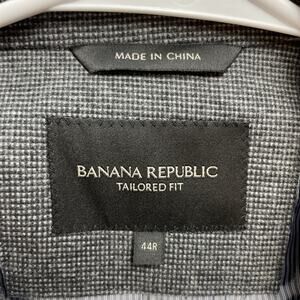 MADE IN CHINA
BANANA REPUBLIC
TAILORED FIT
44R